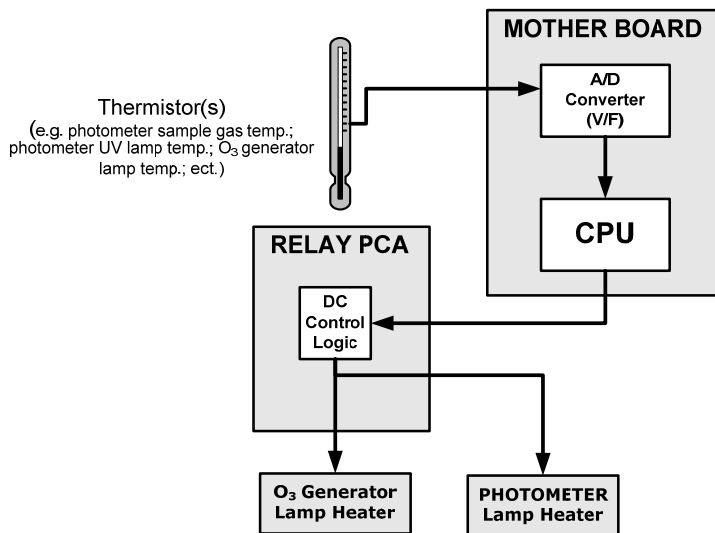 MOTHER BOARD
A/D
Converter
(V/F)
CPU
Thermistor(s)
(e.g. photometer sample gas temp.;
photometer UV lamp temp.; O₃ generator
lamp temp.; ect.)
RELAY PCA
DC
Control
Logic
O₃ Generator
Lamp Heater
PHOTOMETER
Lamp Heater